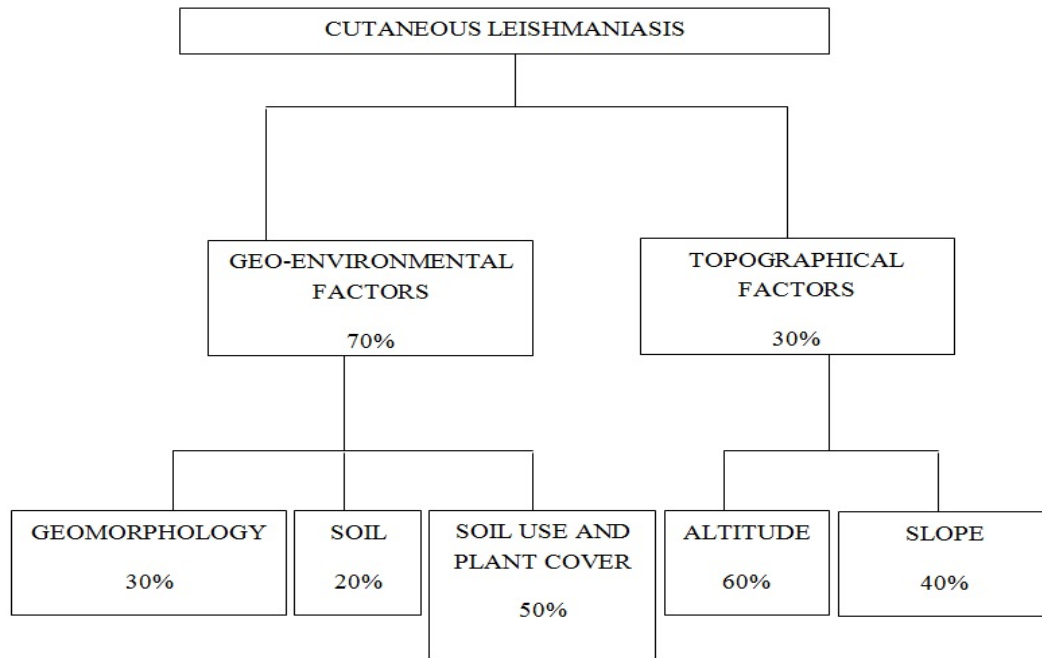 CUTANEOUS LEISHMANIASIS
GEO-ENVIRONMENTAL
FACTORS
70%
TOPOGRAPHICAL
FACTORS
30%
GEOMORPHOLOGY
30%
SOIL
20%
SOIL USE AND
PLANT COVER
50%
ALTITUDE
60%
SLOPE
40%